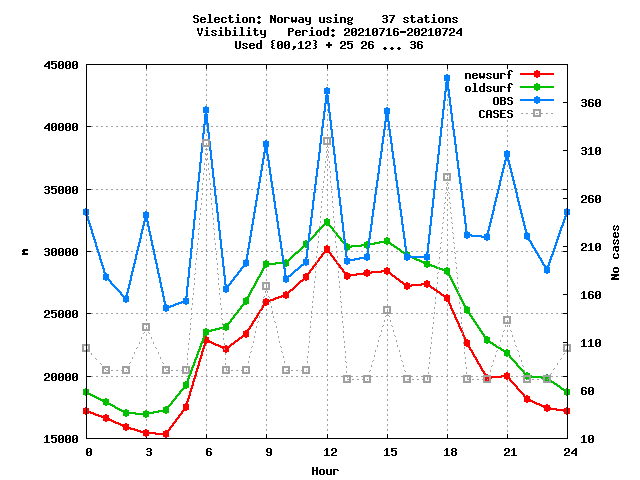 Selection: Norway using    37 stations
Visibility   Period: 20210716-20210724
Used {00,12} + 25 26 ... 36
newsurf
oldsurf
OBS
CASES
45000
40000
35000
30000
25000
20000
15000
m
360
310
260
210
160
110
60
10
No cases
0 3 6 9 12 15 18 21 24
Hour